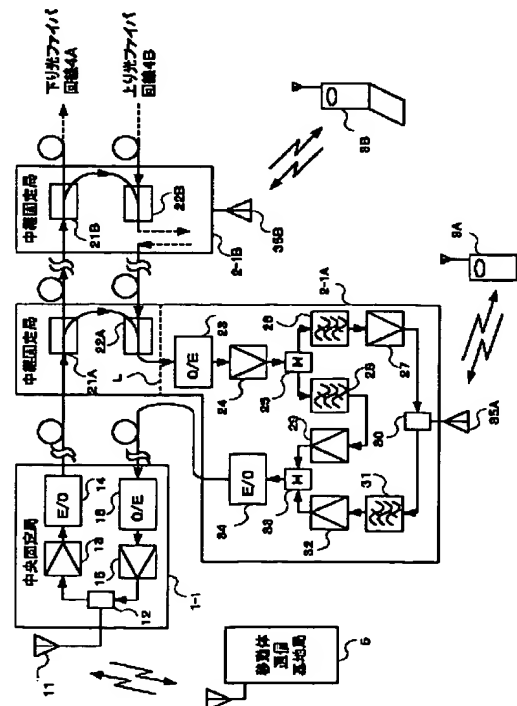 下り光ファイバ
回線4A
上り光ファイバ
回線4B
中継固定局
21B
22B
2-1B
35B
8B
中継固定局
21A
22A
L
2-1A
9A
O/E
23
24
H
25
26
27
28
29
30
35A
31
32
H
33
E/O
34
中央固定局
E/O
14
13
O/E
15
12
1-1
11
移動体
通信
基地局